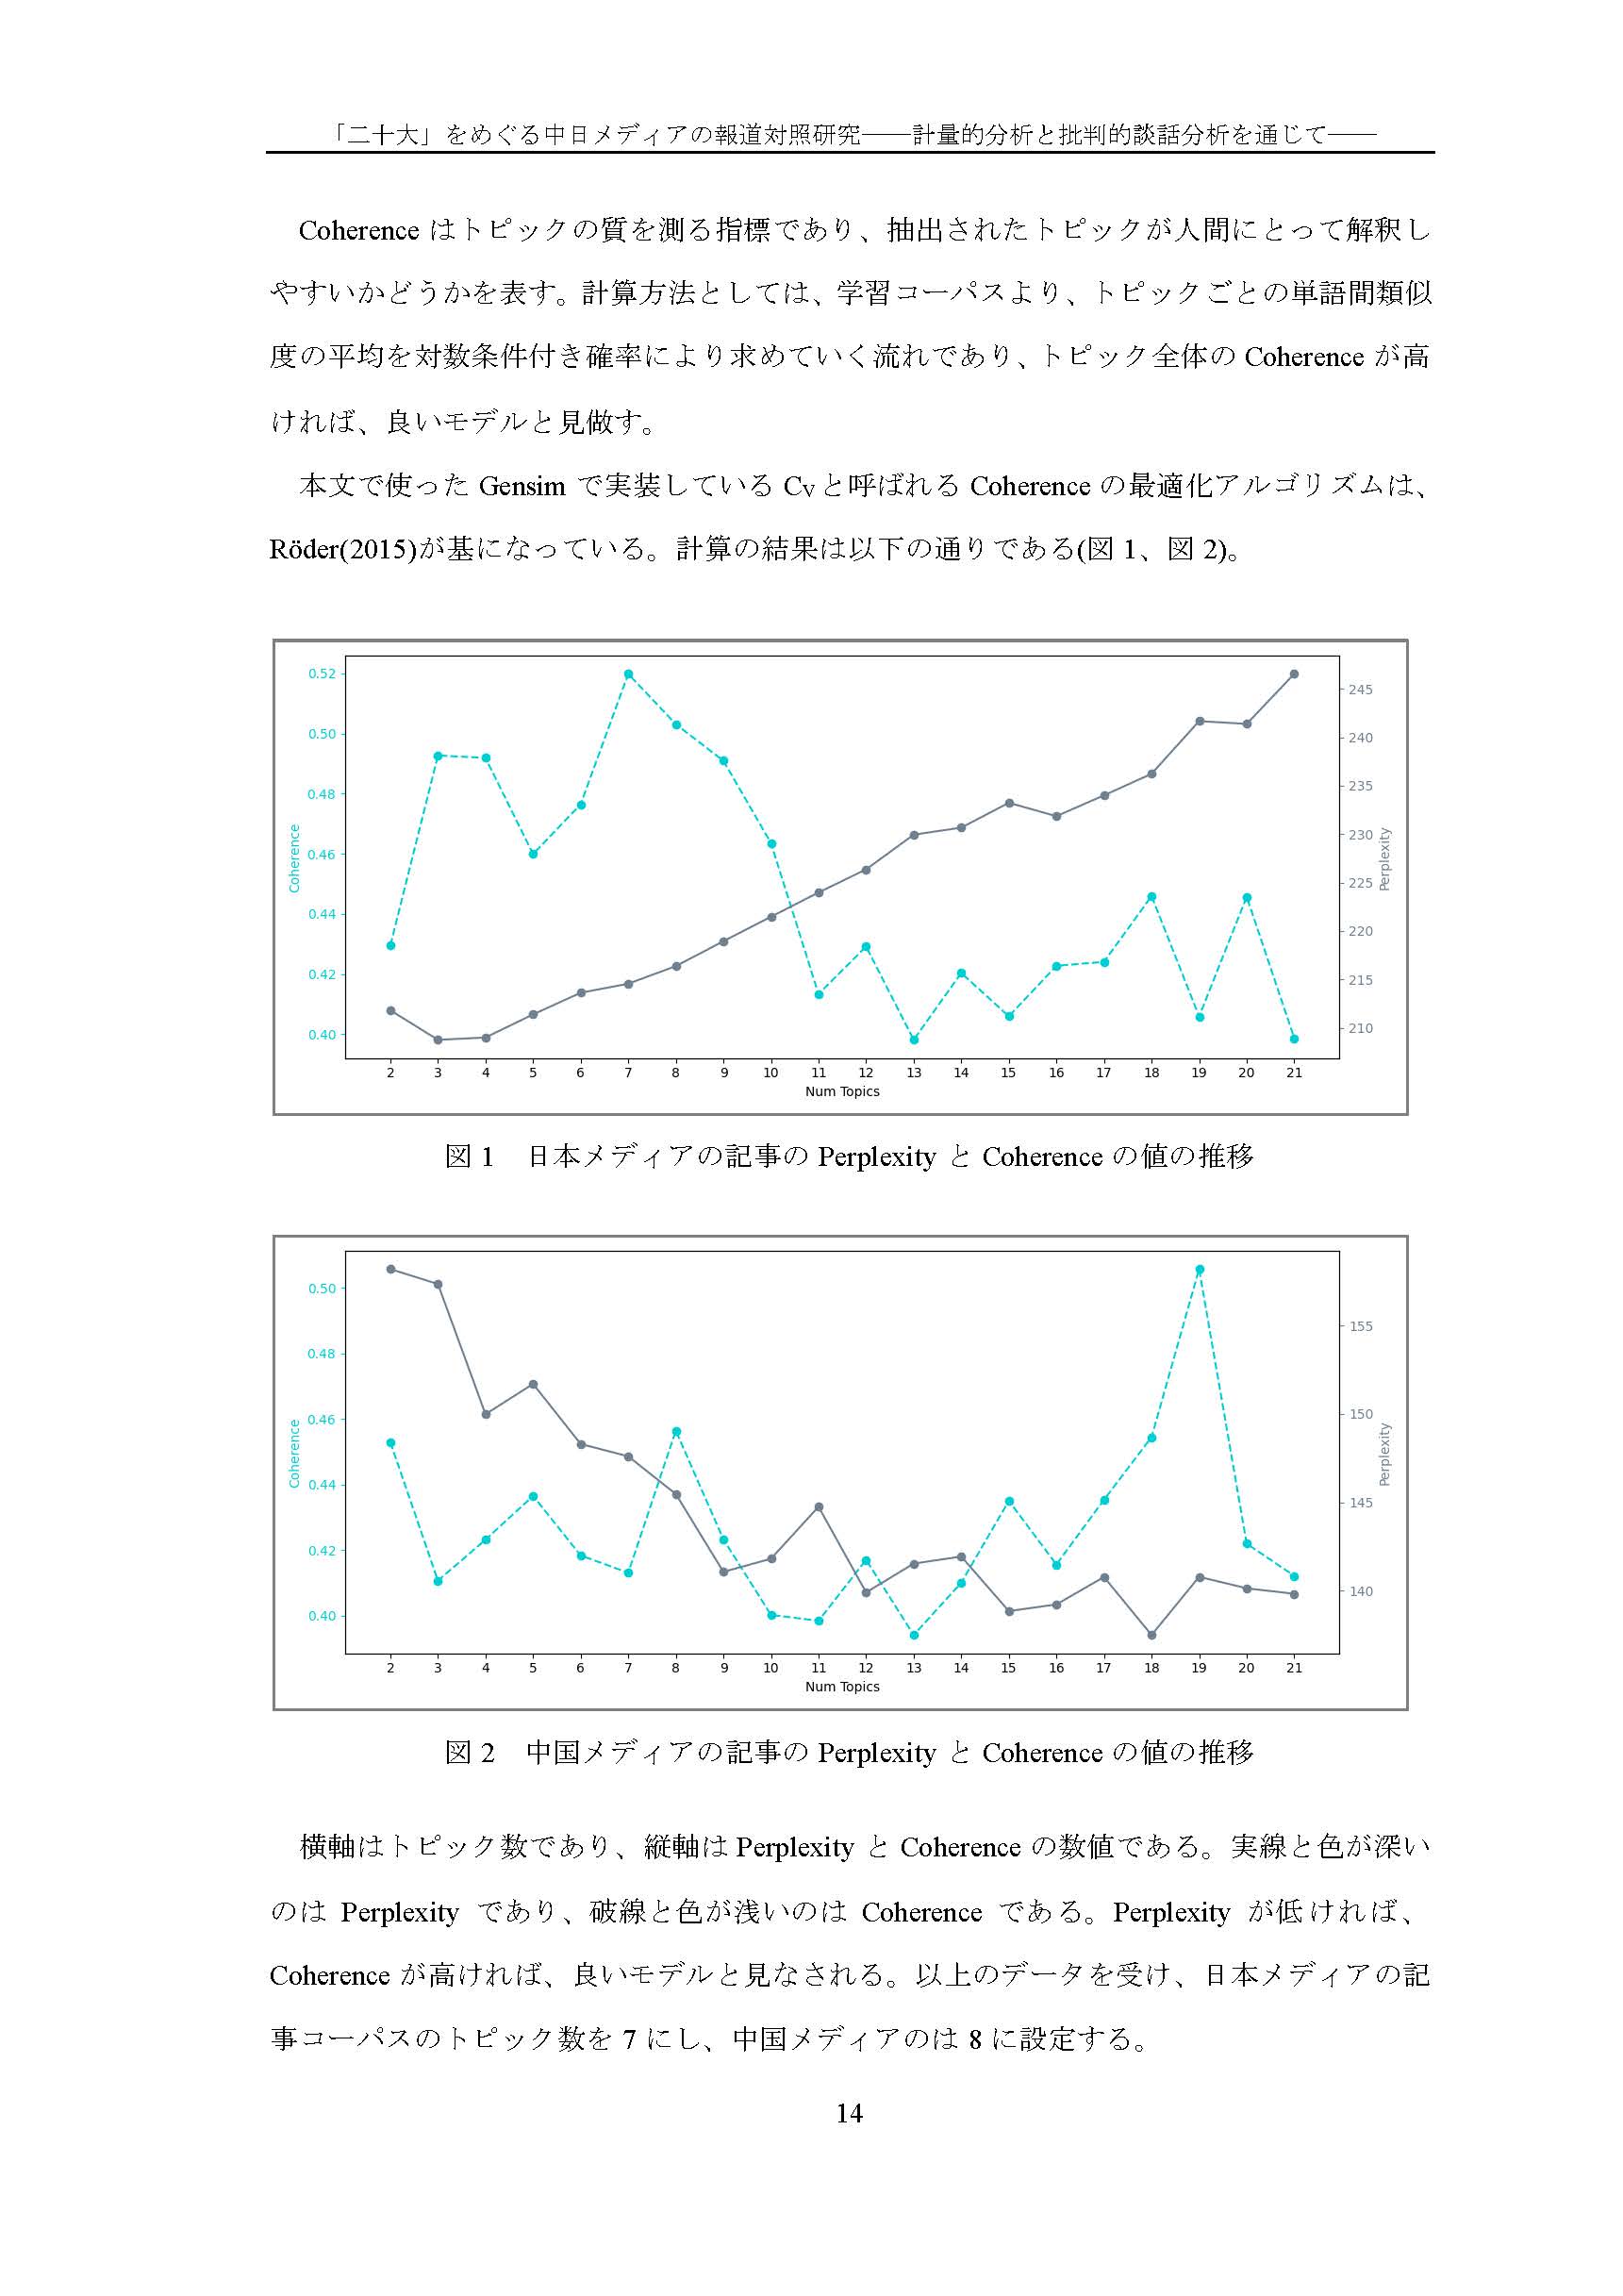 「二十大」をめぐる中日メディアの報道対照研究——計量的分析と批判的談話分析を通じて——
Coherence はトピックの質を測る指標であり、抽出されたトピックが人間にとって解釈し
やすいかどうかを表す。計算方法としては、学習コーパスより、トピックごとの単語間類似
度の平均を対数条件付き確率により求めていく流れであり、トピック全体の Coherence が高
ければ、良いモデルと見做す。
本文で使った Gensim で実装している Cvと呼ばれる Coherence の最適化アルゴリズムは、
Röder(2015)が基になっている。計算の結果は以下の通りである(図 1、図 2)。
0.52
0.50
0.48
0.46
0.44
0.42
0.40
Coherence
245
240
235
230
225
220
215
210
Perplexity
2 3 4 5 6 7 8 9 10 11 12 13 14 15 16 17 18 19 20 21
Num Topics
図 1 日本メディアの記事の Perplexity と Coherence の値の推移
0.50
0.48
0.46
0.44
0.42
0.40
Coherence
155
150
145
140
Perplexity
2 3 4 5 6 7 8 9 10 11 12 13 14 15 16 17 18 19 20 21
Num Topics
図 2 中国メディアの記事の Perplexity と Coherence の値の推移
横軸はトピック数であり、縦軸は Perplexity と Coherence の数値である。実線と色が深い
のは Perplexity であり、破線と色が浅いのは Coherence である。Perplexity が低ければ、
Coherence が高ければ、良いモデルと見なされる。以上のデータを受け、日本メディアの記
事コーパスのトピック数を 7 にし、中国メディアのは 8 に設定する。
14